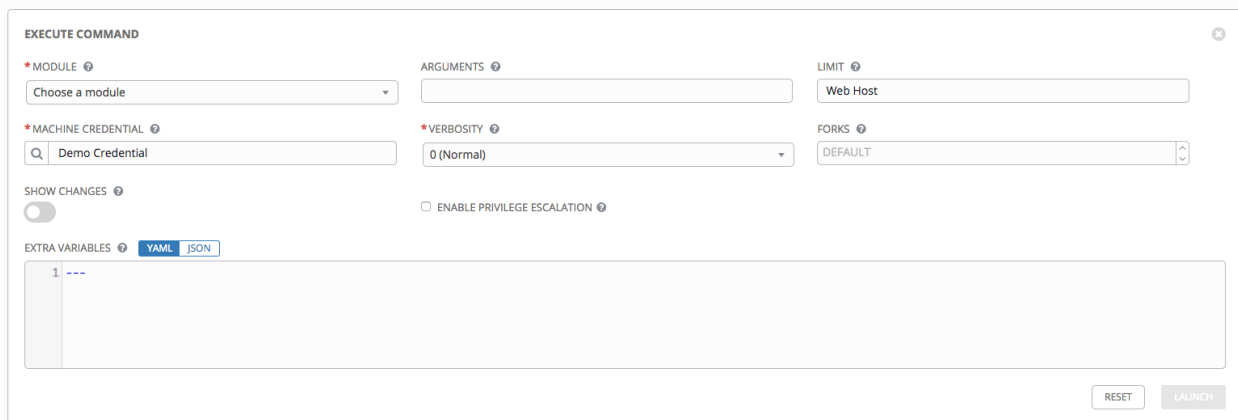 EXECUTE COMMAND
* MODULE
ARGUMENTS
LIMIT
Choose a module
Web Host
* MACHINE CREDENTIAL
* VERBOSITY
FORKS
Demo Credential
0 (Normal)
DEFAULT
SHOW CHANGES
ENABLE PRIVILEGE ESCALATION
EXTRA VARIABLES YAML JSON
1 ---
RESET LAUNCH